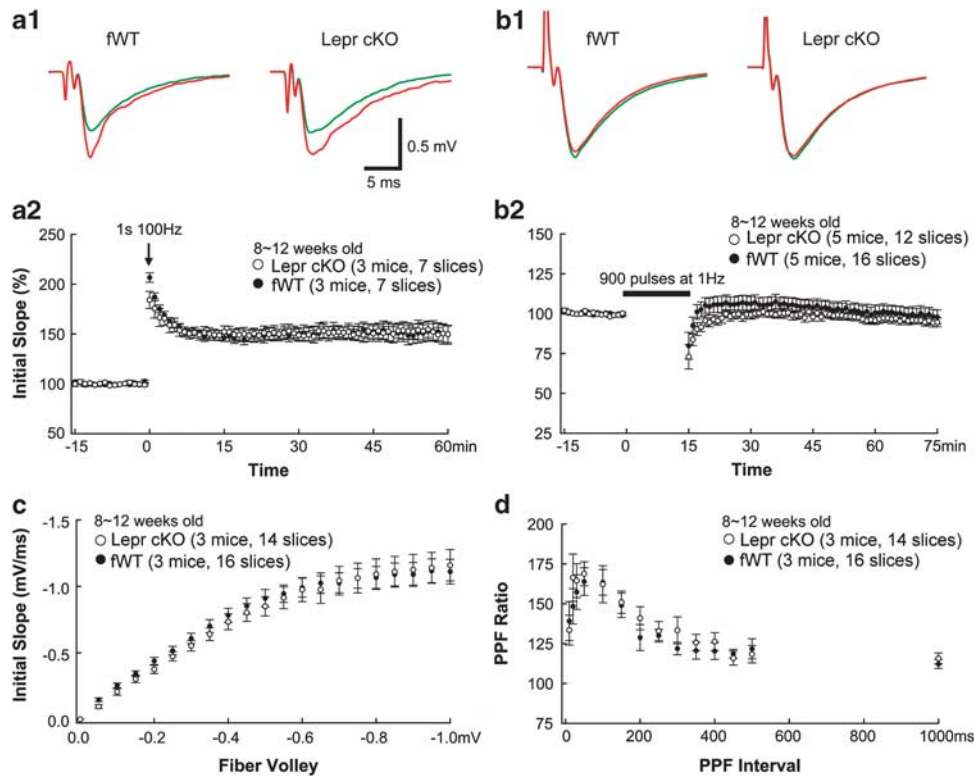 a1
fWT
Lepr cKO
0.5 mV
5 ms
b1
fWT
Lepr cKO
a2
1s 100Hz
8~12 weeks old
Lepr cKO (3 mice, 7 slices)
fWT (3 mice, 7 slices)
Initial Slope (%)
250
200
150
100
50
-15
0
15
30
45
60min
Time
b2
8~12 weeks old
Lepr cKO (5 mice, 12 slices)
fWT (5 mice, 16 slices)
900 pulses at 1Hz
150
125
100
75
50
25
-15
0
15
30
45
60
75min
Time
c
8~12 weeks old
Lepr cKO (3 mice, 14 slices)
fWT (3 mice, 16 slices)
Initial Slope (mV/ms)
-1.5
-1.0
-0.5
0.0
0.0
-0.2
-0.4
-0.6
-0.8
-1.0mV
Fiber Volley
d
8~12 weeks old
Lepr cKO (3 mice, 14 slices)
fWT (3 mice, 16 slices)
PPF Ratio
200
175
150
125
100
75
0
200
400
600
800
1000ms
PPF Interval